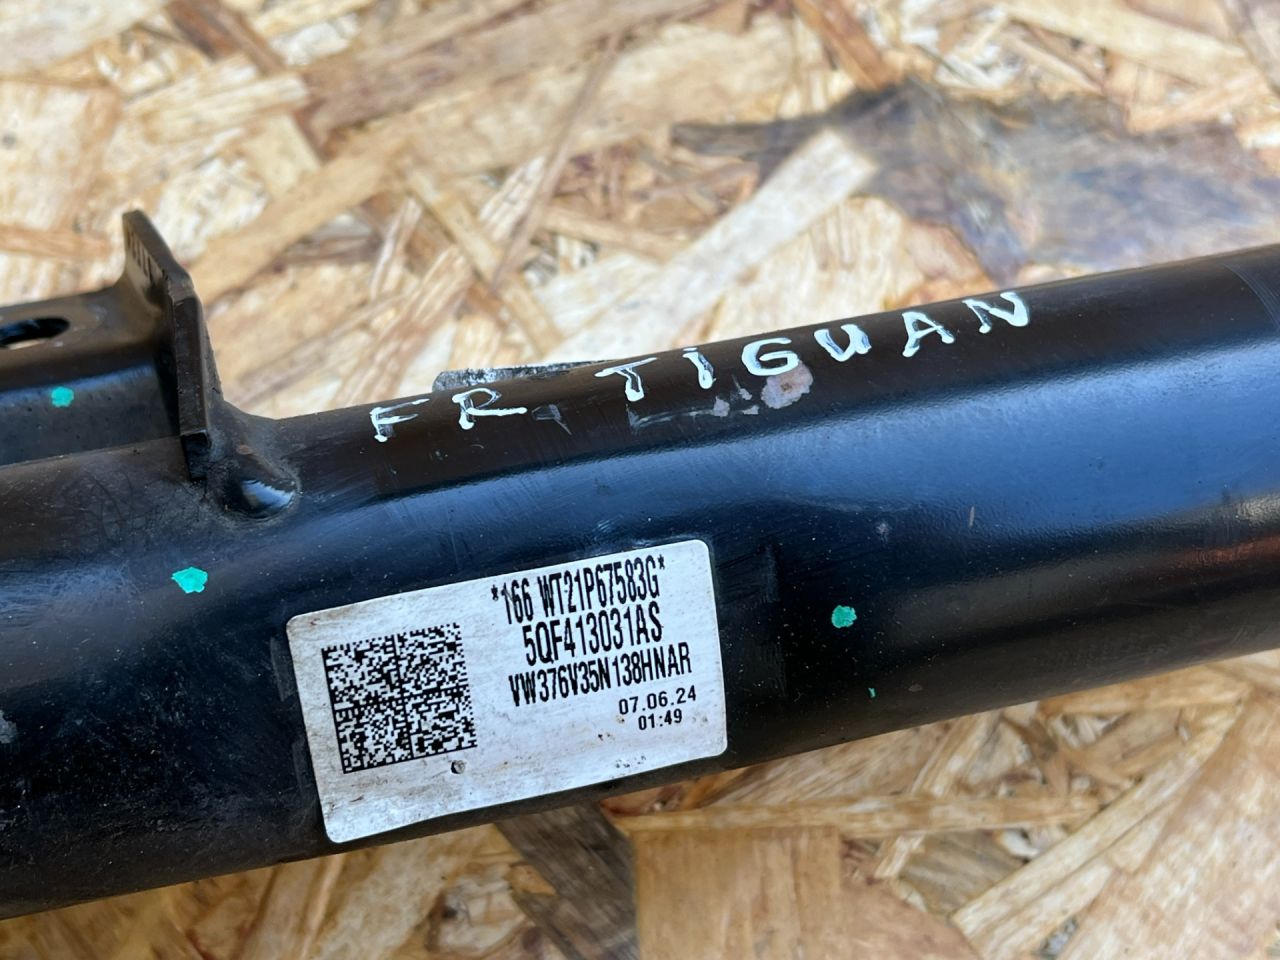 FR TIGUAN
*166 WT21P67583G*
5QF413031AS
VW376V35N138HNAR
07.06.24
01:49